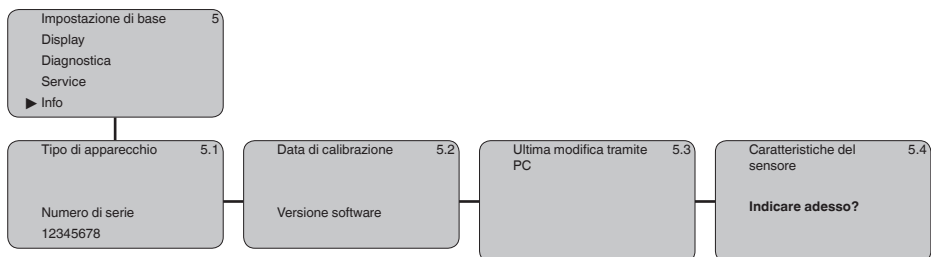 Impostazione di base 5
Display
Diagnostica
Service
▶ Info
Tipo di apparecchio 5.1
Numero di serie
12345678
Data di calibrazione 5.2
Versione software
Ultima modifica tramite 5.3
PC
Caratteristiche del 5.4
sensore
Indicare adesso?